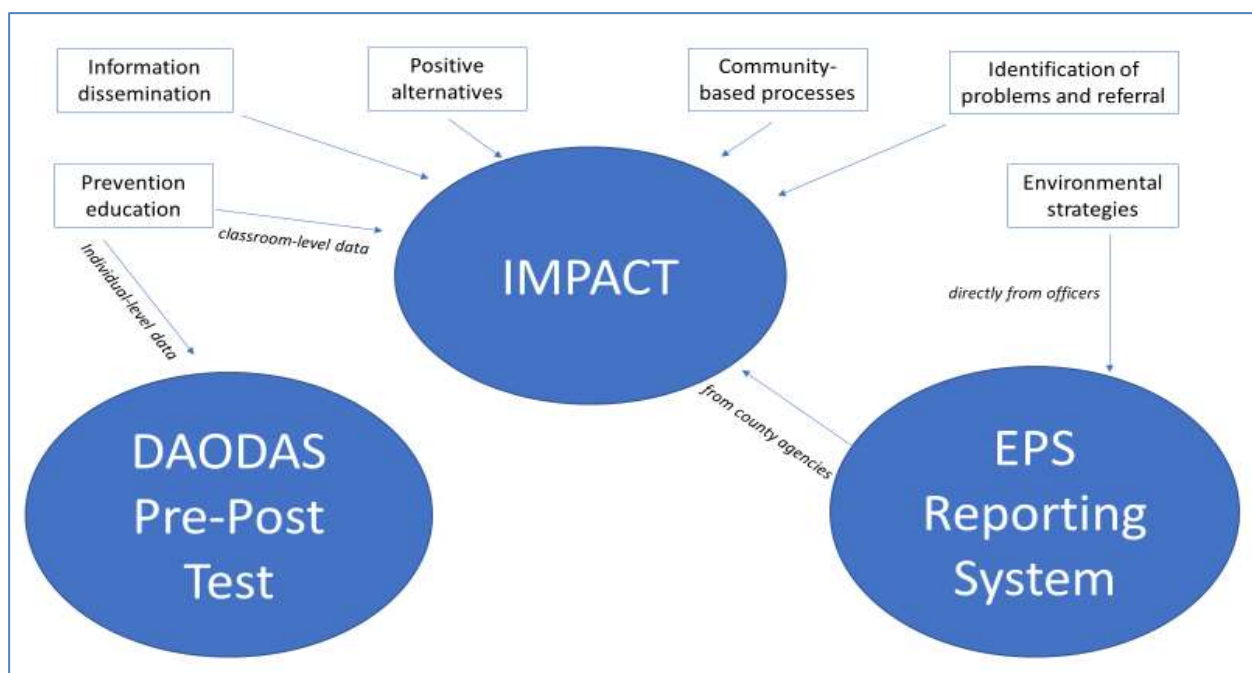 Information
dissemination
Positive
alternatives
Community-
based processes
Identification of
problems and referral
Prevention
education
Environmental
strategies
classroom-level data
Individual-level data
IMPACT
directly from officers
from county agencies
DAODAS
Pre-Post
Test
EPS
Reporting
System